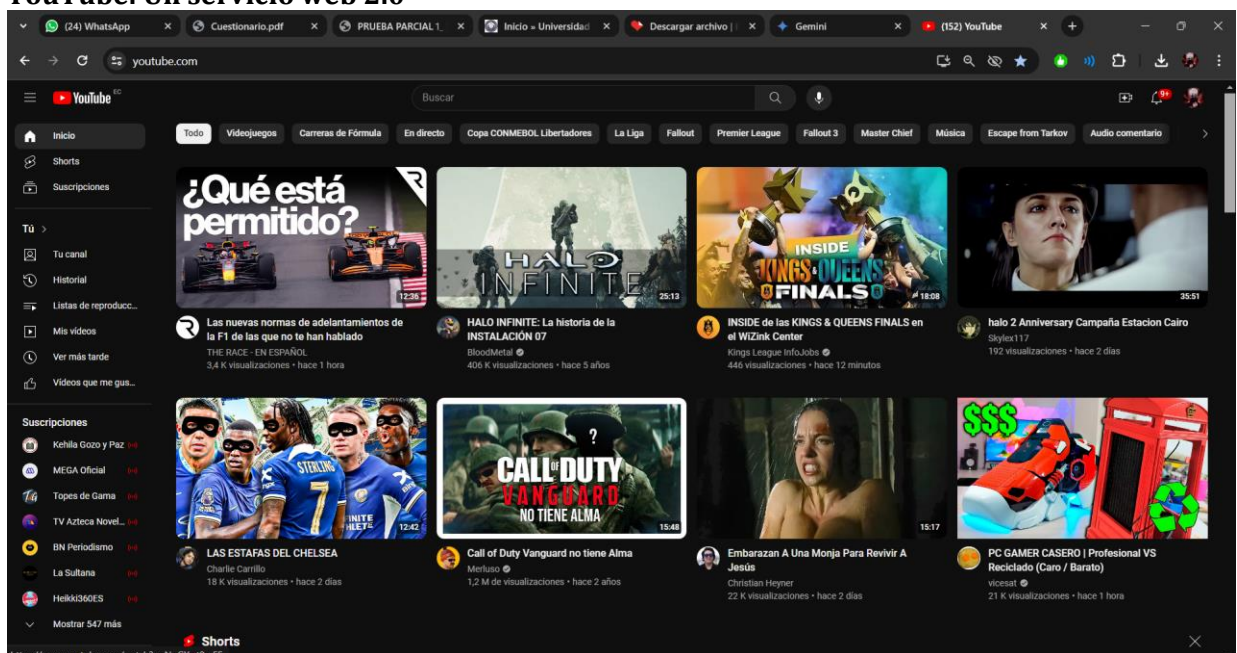 YouTube: Un servicio web 2.0
(24) WhatsApp
Cuestionario.pdf
PRUEBA PARCIAL 1_
Inicio » Universidad
Descargar archivo |
Gemini
(152) YouTube
youtube.com
YouTube EC
Buscar
9+
Inicio
Shorts
Suscripciones
Tú >
Tu canal
Historial
Listas de reproducc...
Mis vídeos
Ver más tarde
Vídeos que me gus...
Suscripciones
Kehila Gozo y Paz
MEGA Oficial
Topes de Gama
TV Azteca Novel...
BN Periodismo
La Sultana
Heikki360ES
Mostrar 547 más
Todo
Videojuegos
Carreras de Fórmula
En directo
Copa CONMEBOL Libertadores
La Liga
Fallout
Premier League
Fallout 3
Master Chief
Música
Escape from Tarkov
Audio comentario
¿Qué está
permitido?
12:36
Las nuevas normas de adelantamientos de
la F1 de las que no te han hablado
THE RACE - EN ESPAÑOL
3,4 K visualizaciones • hace 1 hora
HALO
INFINITE
25:13
HALO INFINITE: La historia de la
INSTALACIÓN 07
BloodMetal
406 K visualizaciones • hace 5 años
INSIDE
KINGS & QUEENS
FINALS
18:08
INSIDE de las KINGS & QUEENS FINALS en
el WiZink Center
Kings League InfoJobs
446 visualizaciones • hace 12 minutos
35:51
halo 2 Anniversary Campaña Estacion Cairo
Skylex117
192 visualizaciones • hace 2 días
STERLING
7
INFINITE
ATHLETE
12:42
LAS ESTAFAS DEL CHELSEA
Charlie Carrillo
18 K visualizaciones • hace 2 días
?
CALL OF DUTY
VANGUARD
NO TIENE ALMA
15:48
Call of Duty Vanguard no tiene Alma
Merluso
1,2 M de visualizaciones • hace 2 años
15:17
Embarazan A Una Monja Para Revivir A
Jesús
Christian Heyner
22 K visualizaciones • hace 2 días
$$$
PC GAMER CASERO | Profesional VS
Reciclado (Caro / Barato)
vicesat
21 K visualizaciones • hace 1 hora
Shorts